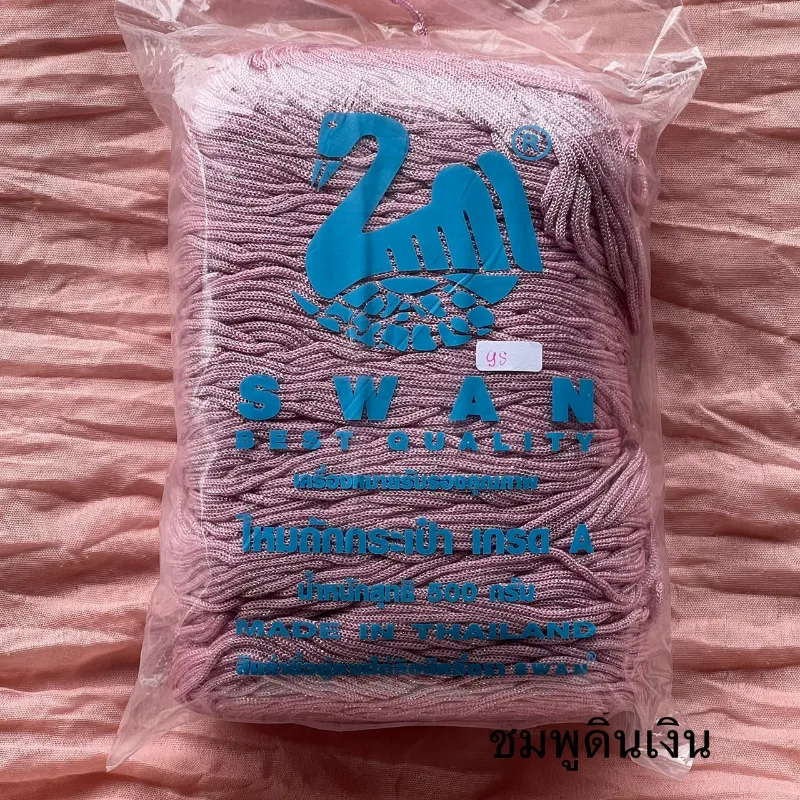 ®
ys
SWAN
BEST QUALITY
เครื่องหมายรับรองคุณภาพ
ไหมถักกระเป๋า เกรด A
น้ำหนักสุทธิ 500 กรัม
MADE IN THAILAND
SWAN®
ชมพูดิ้นเงิน